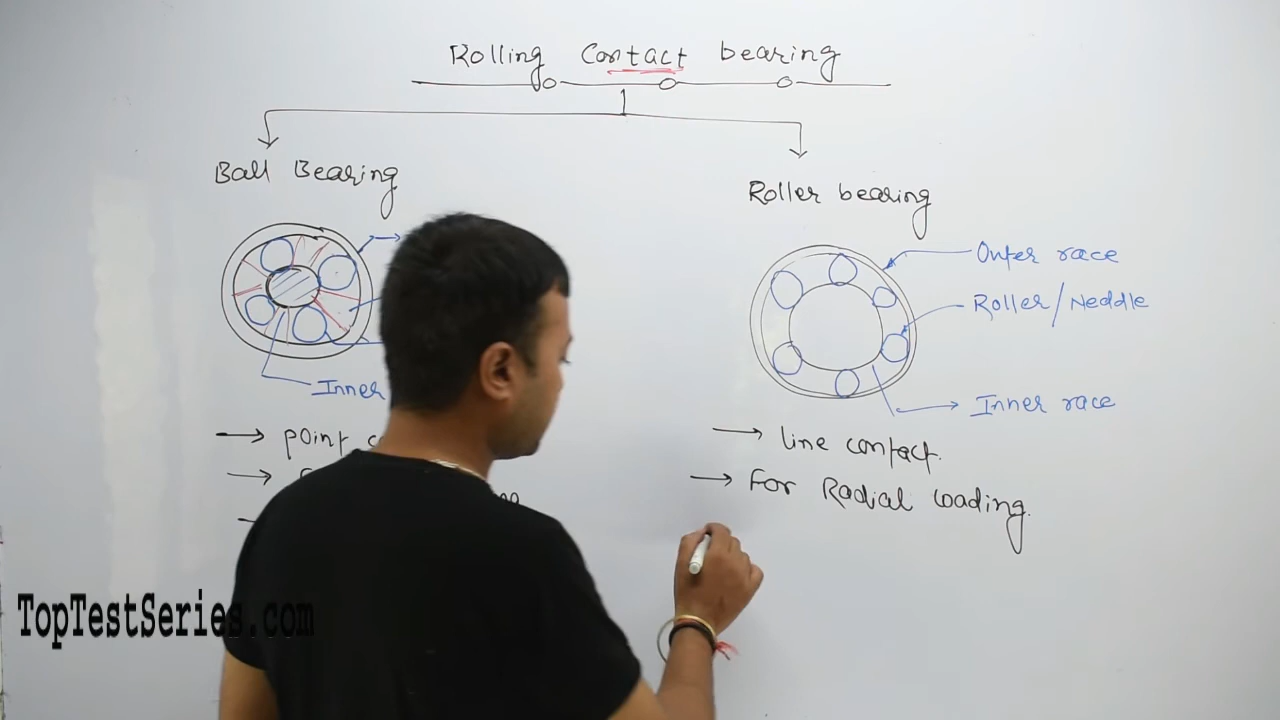 Rolling Contact bearing
Ball Bearing
Roller bearing
Outer race
Roller/Neddle
Inner race
Inner
point
line contact.
For Radial loading.
TopTestSeries.com